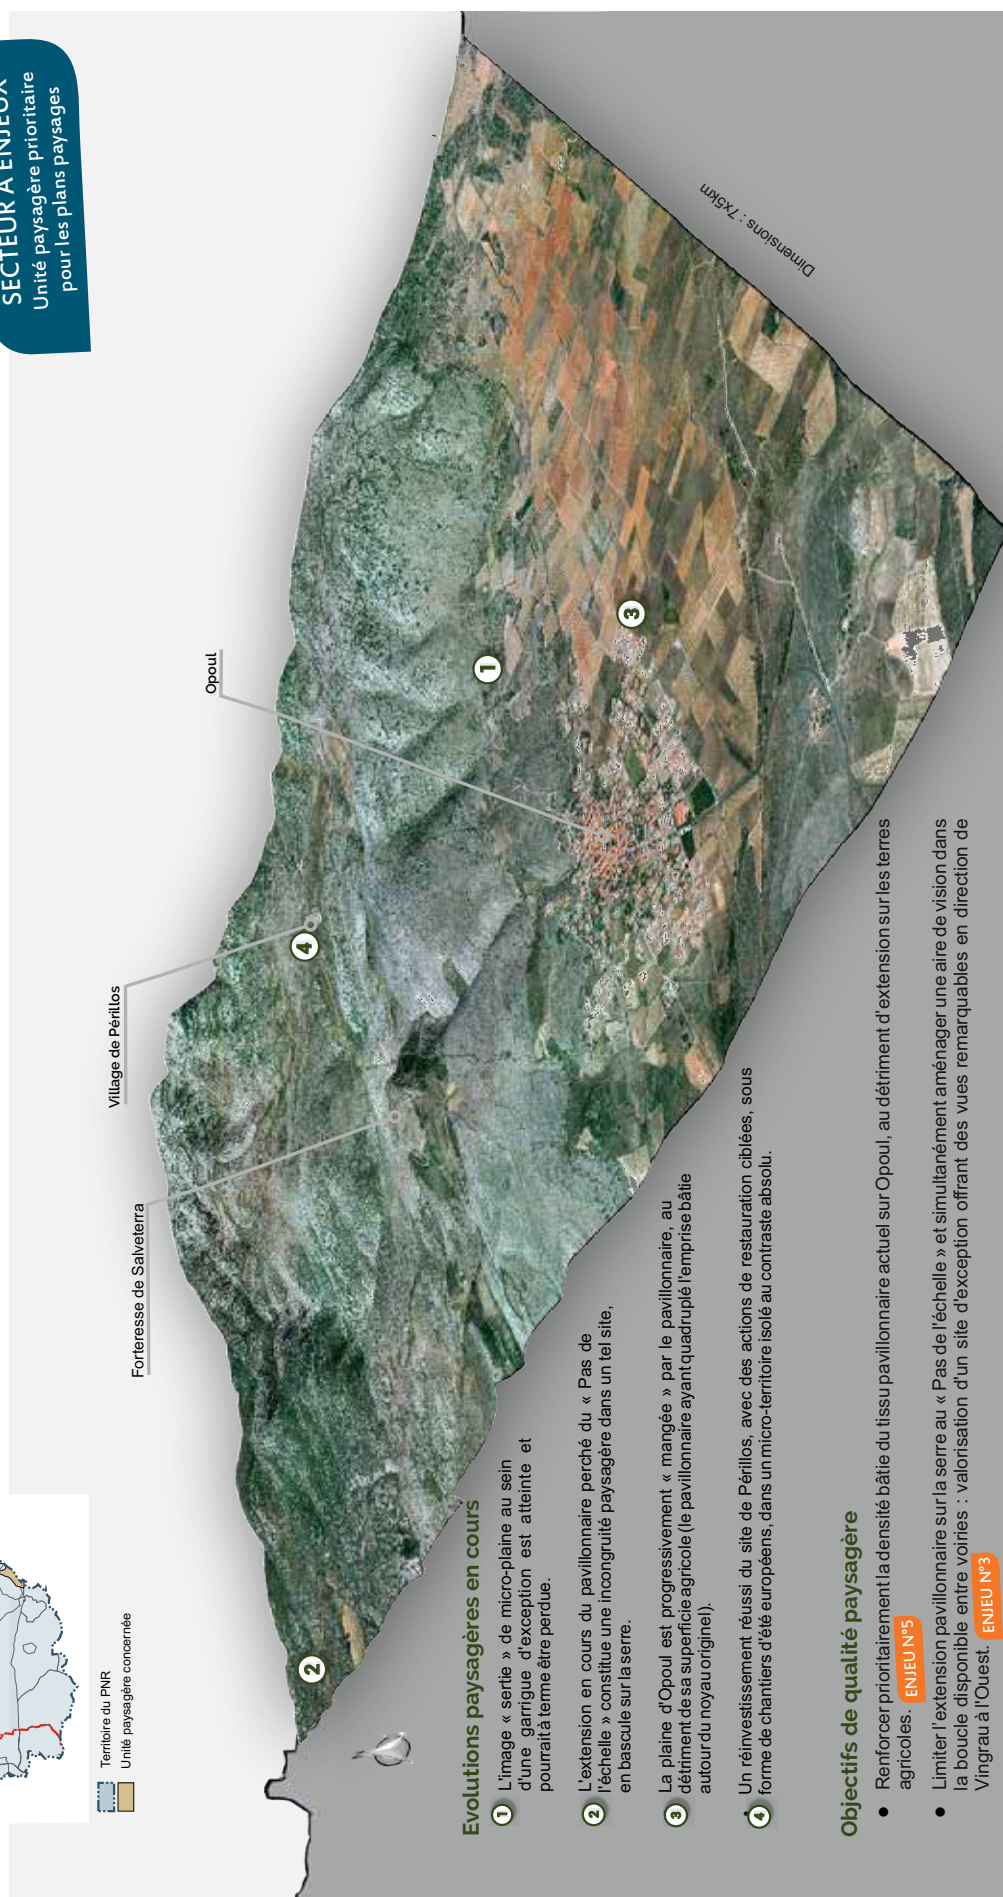 SECTEUR À ENJEUX
Unité paysagère prioritaire
pour les plans paysages
Territoire du PNR
Unité paysagère concernée
Forteresse de Salveterra
Village de Périllos
Opoul
Dimensions : 7x5km
1
2
3
4
Evolutions paysagères en cours
1 L'image « sertie » de micro-plaine au sein
d'une garrigue d'exception est atteinte et
pourrait à terme être perdue.
2 L'extension en cours du pavillonnaire perché du « Pas de
l'échelle » constitue une incongruité paysagère dans un tel site,
en bascule sur la serre.
3 La plaine d'Opoul est progressivement « mangée » par le pavillonnaire, au
détriment de sa superficie agricole (le pavillonnaire ayant quadruplé l'emprise bâtie
autour du noyau originel).
4 Un réinvestissement réussi du site de Périllos, avec des actions de restauration ciblées, sous
forme de chantiers d'été européens, dans un micro-territoire isolé au contraste absolu.
Objectifs de qualité paysagère
● Renforcer prioritairement la densité bâtie du tissu pavillonnaire actuel sur Opoul, au détriment d'extension sur les terres
agricoles. ENJEU N°5
● Limiter l'extension pavillonnaire sur la serre au « Pas de l'échelle » et simultanément aménager une aire de vision dans
la boucle disponible entre voiries : valorisation d'un site d'exception offrant des vues remarquables en direction de
Vingrau à l'Ouest. ENJEU N°3